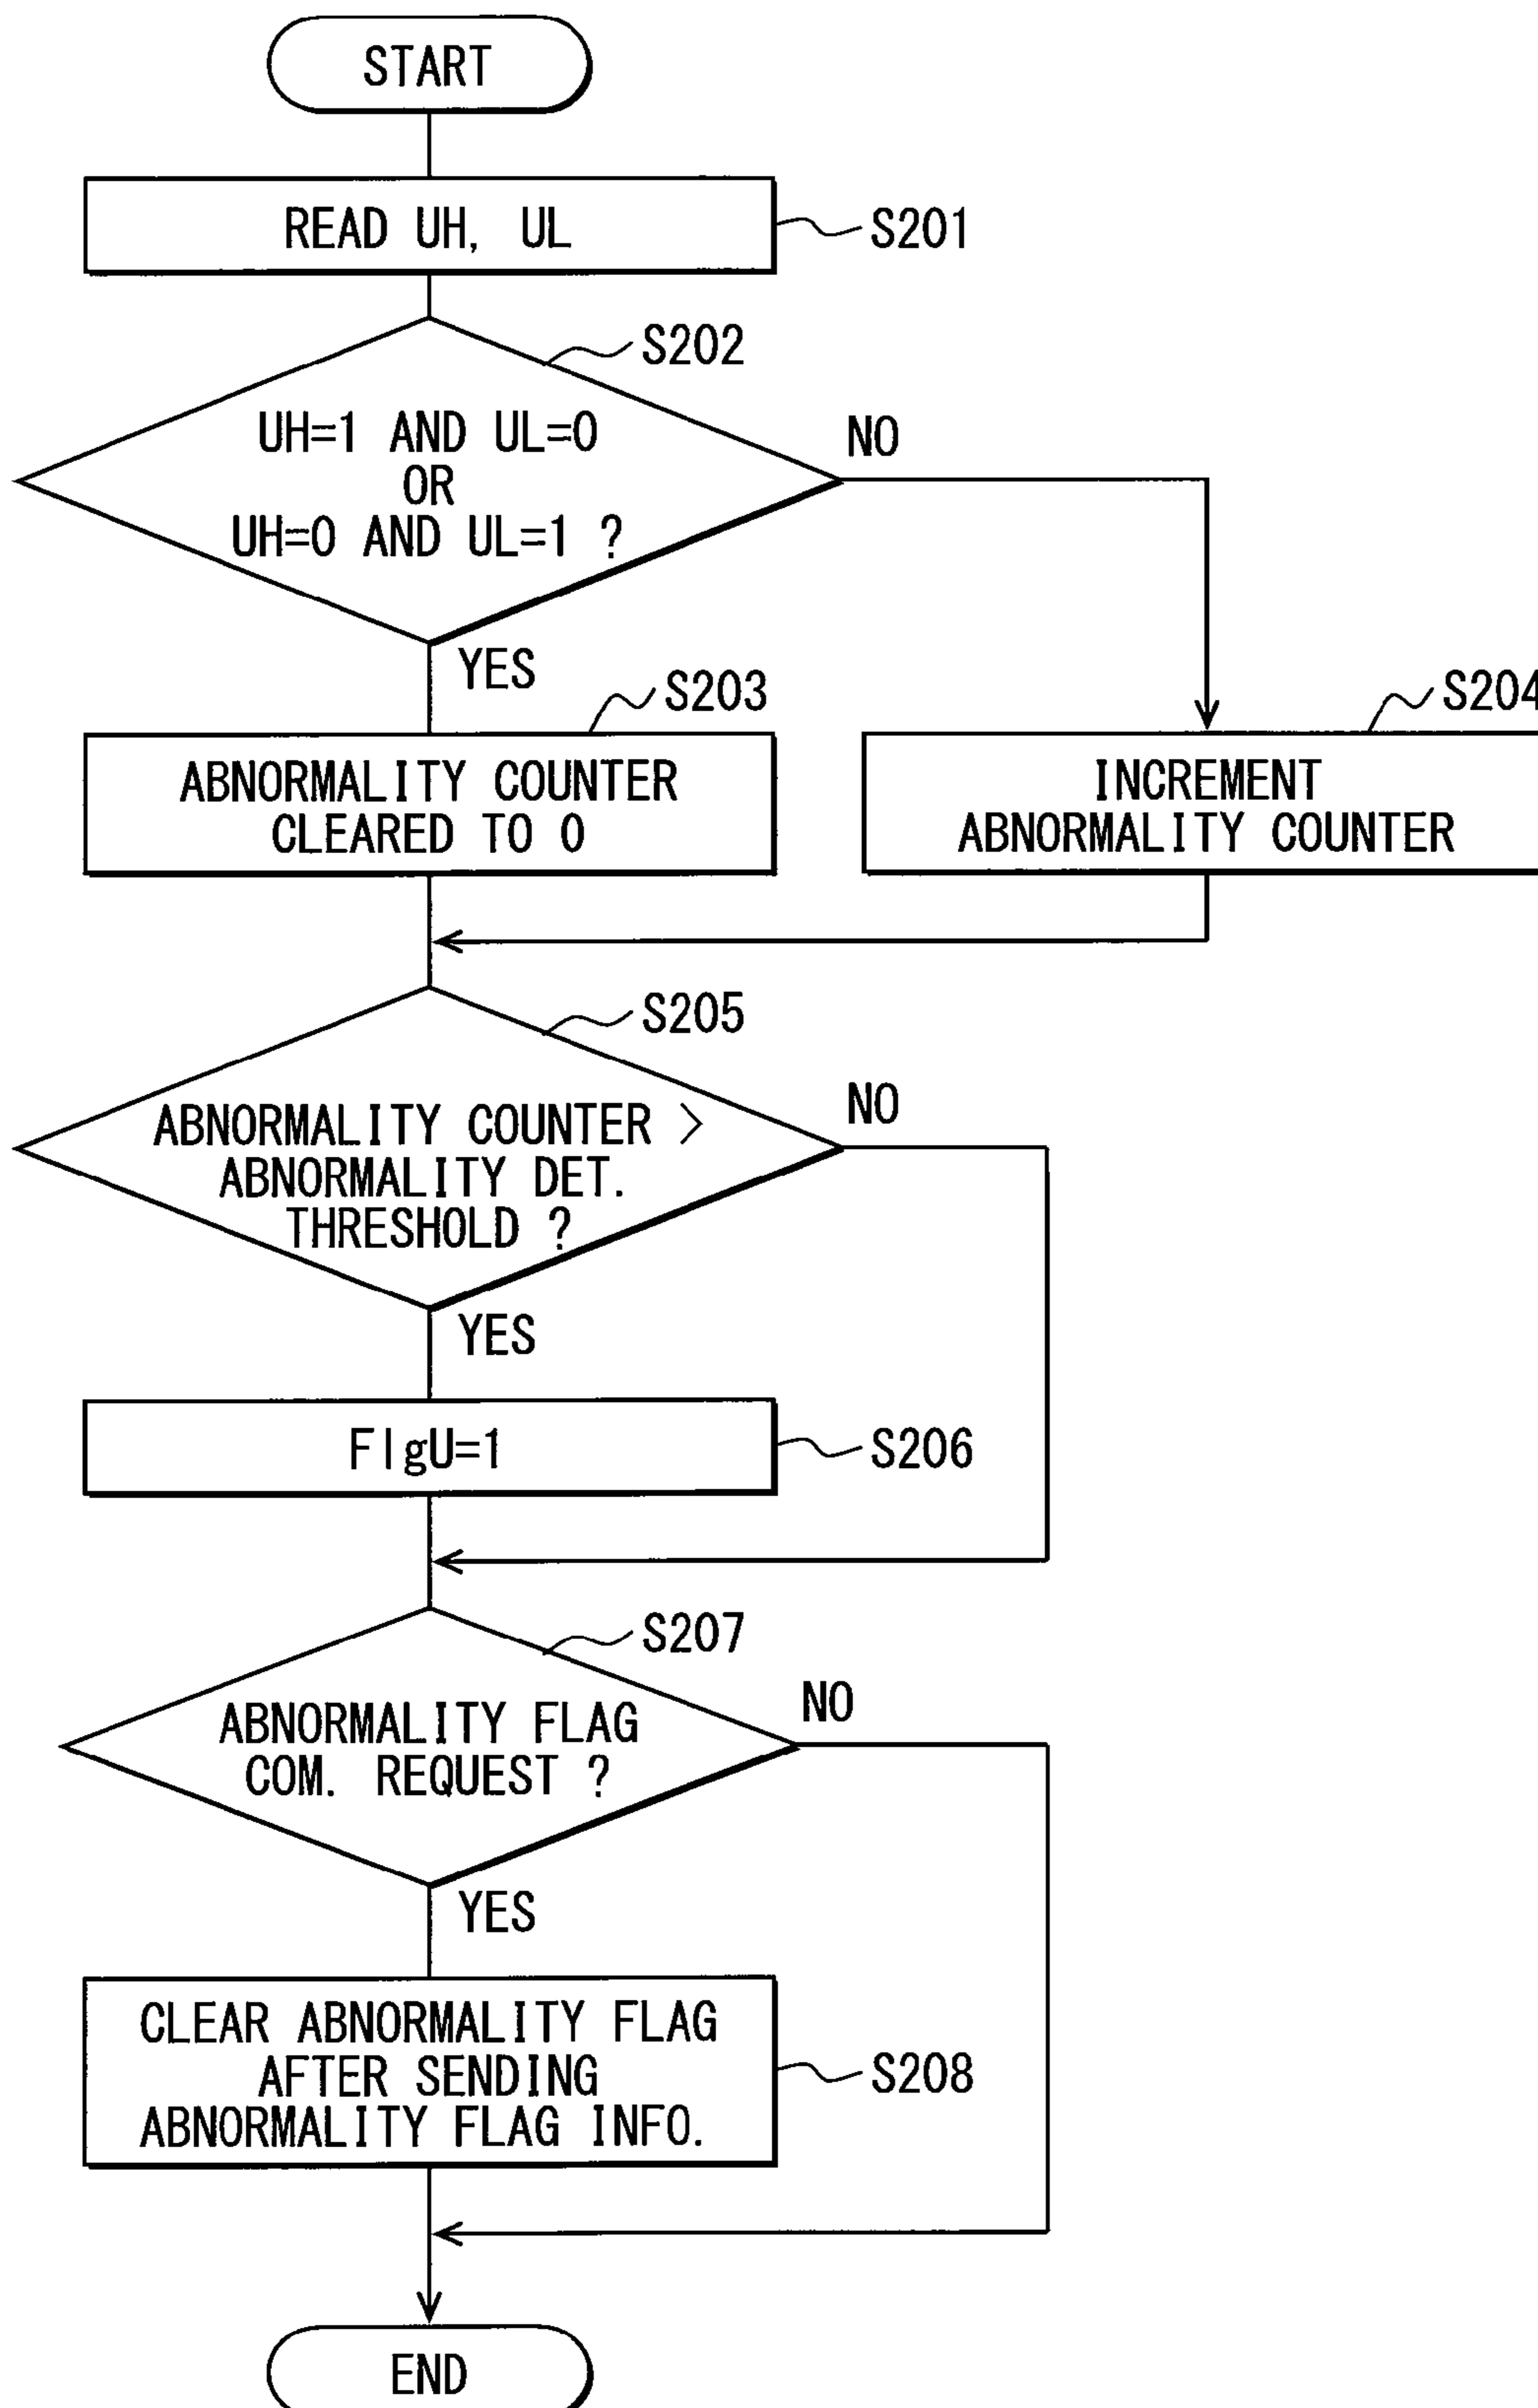 START
READ UH, UL
S201
S202
UH=1 AND UL=0
OR
UH=0 AND UL=1 ?
NO
YES
S203
S204
ABNORMALITY COUNTER
CLEARED TO 0
INCREMENT
ABNORMALITY COUNTER
S205
ABNORMALITY COUNTER >
ABNORMALITY DET.
THRESHOLD ?
NO
YES
FlgU=1
S206
S207
ABNORMALITY FLAG
COM. REQUEST ?
NO
YES
CLEAR ABNORMALITY FLAG
AFTER SENDING
ABNORMALITY FLAG INFO.
S208
END